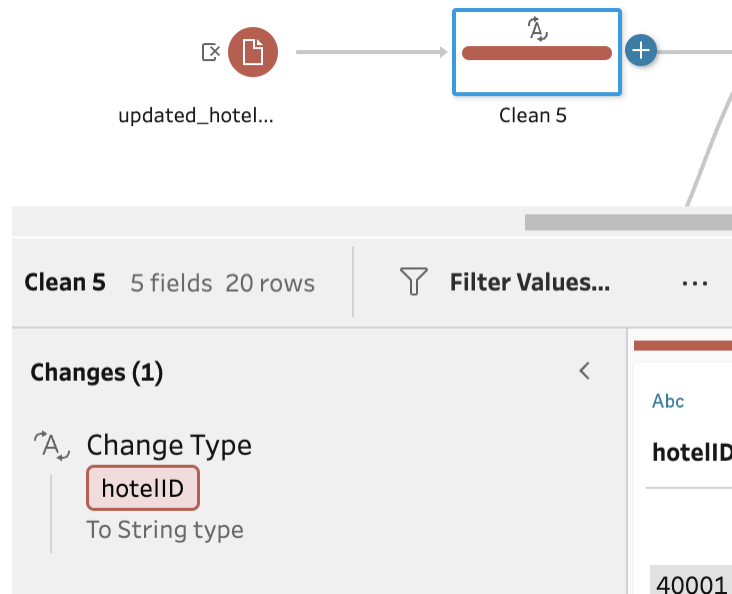 updated_hotel...
Clean 5
Clean 5 5 fields 20 rows
Filter Values...
Changes (1)
Change Type
hotelID
To String type
Abc
hotelID
40001